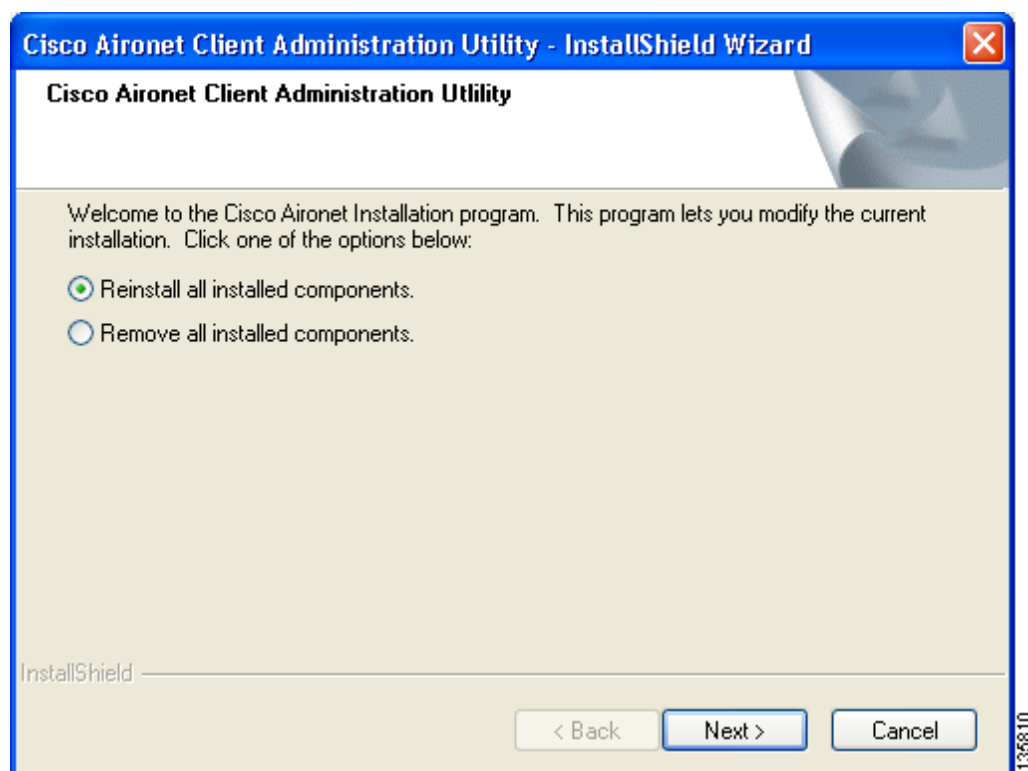 Cisco Aironet Client Administration Utility - InstallShield Wizard
Cisco Aironet Client Administration Utlility
Welcome to the Cisco Aironet Installation program. This program lets you modify the current
installation. Click one of the options below:
Reinstall all installed components.
Remove all installed components.
InstallShield
< Back
Next >
Cancel
135810